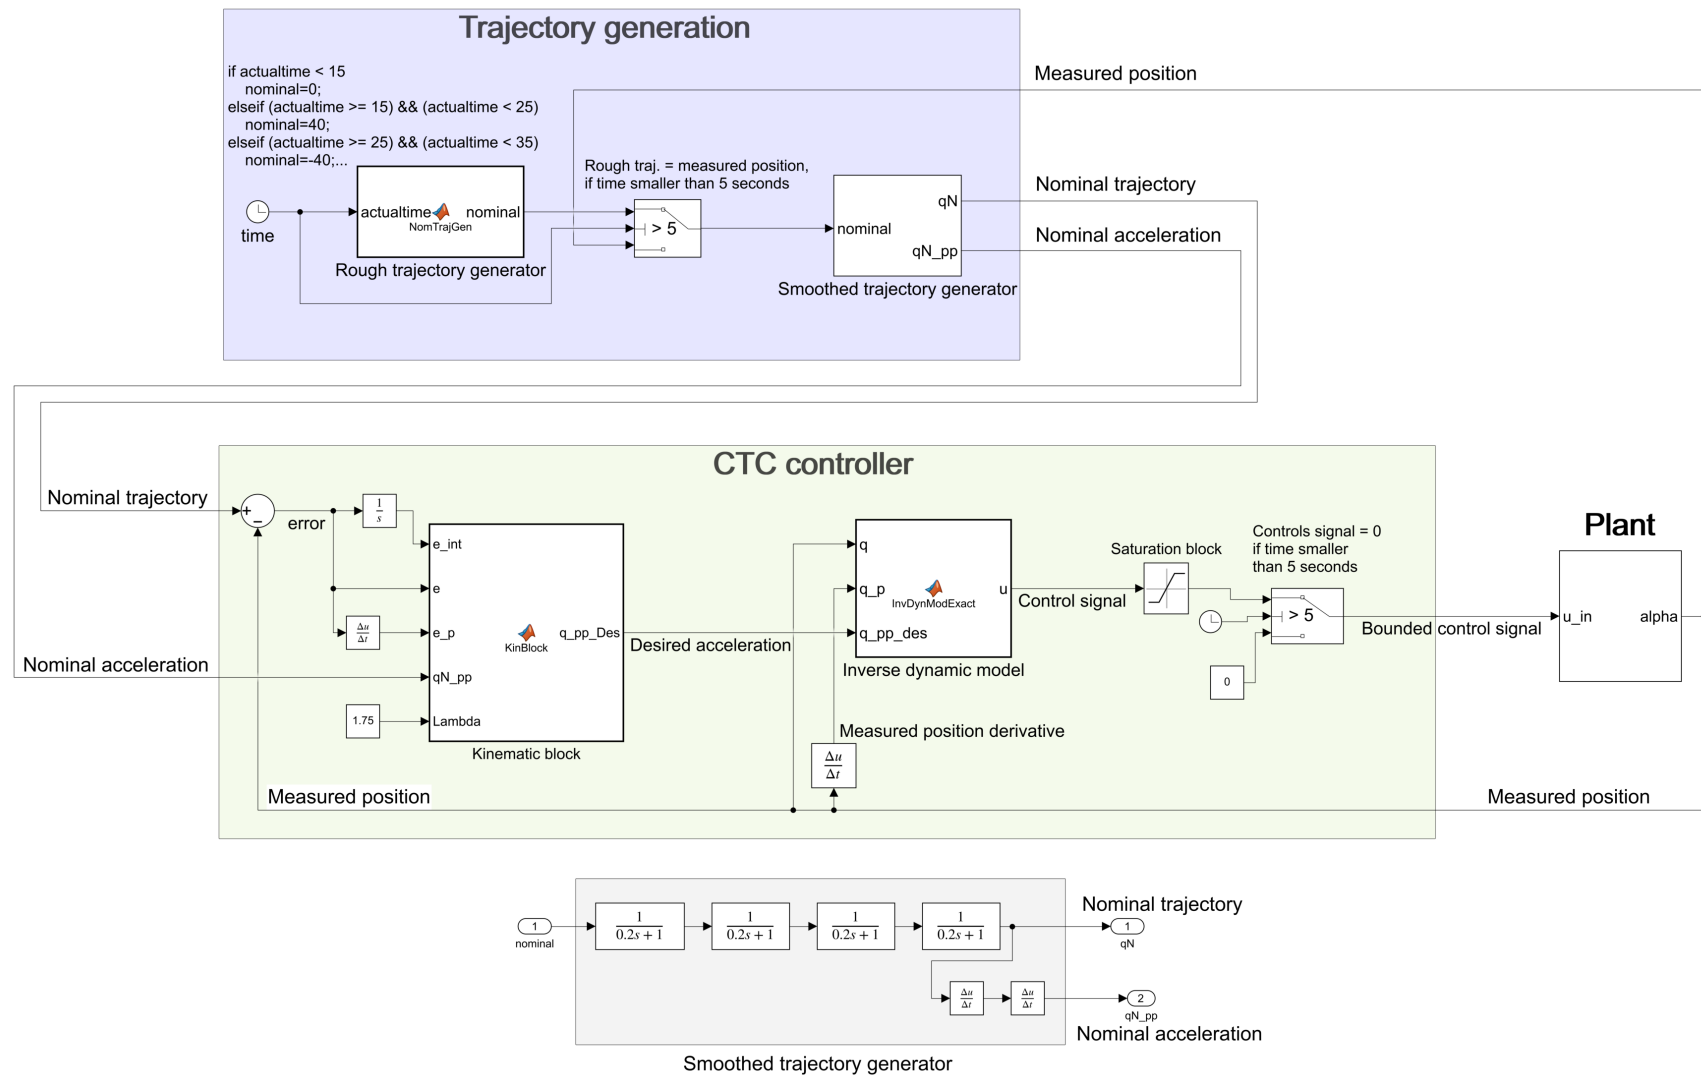 Trajectory generation
if actualtime < 15
nominal=0;
elseif (actualtime >= 15) && (actualtime < 25)
nominal=40;
elseif (actualtime >= 25) && (actualtime < 35)
nominal=-40;...
Measured position
Rough traj. = measured position,
if time smaller than 5 seconds
time
actualtime
nominal
NomTrajGen
Rough trajectory generator
> 5
nominal
qN
qN_pp
Smoothed trajectory generator
Nominal trajectory
Nominal acceleration
CTC controller
Nominal trajectory
+
−
error
1
s
e_int
e
Δu
Δt
e_p
Nominal acceleration
qN_pp
1.75
Lambda
KinBlock
q_pp_Des
Kinematic block
Desired acceleration
q
q_p
q_pp_des
InvDynModExact
u
Inverse dynamic model
Control signal
Saturation block
Controls signal = 0
if time smaller
than 5 seconds
> 5
0
Bounded control signal
Plant
u_in
alpha
Measured position derivative
Δu
Δt
Measured position
Measured position
1
nominal
1
0.2s + 1
1
0.2s + 1
1
0.2s + 1
1
0.2s + 1
Nominal trajectory
1
qN
Δu
Δt
Δu
Δt
2
qN_pp
Nominal acceleration
Smoothed trajectory generator